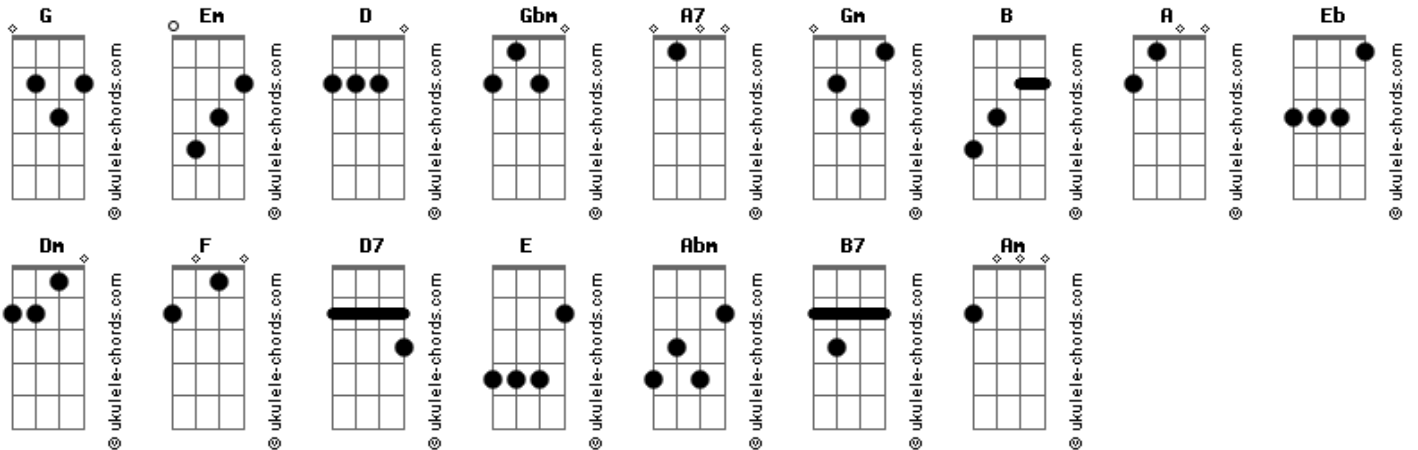 G Em D Gbm A7 Gm B A Eb
© ukulele-chords.com © ukulele-chords.com © ukulele-chords.com © ukulele-chords.com © ukulele-chords.com © ukulele-chords.com © ukulele-chords.com © ukulele-chords.com © ukulele-chords.com
Dm F D7 E Abm B7 Am
© ukulele-chords.com © ukulele-chords.com © ukulele-chords.com © ukulele-chords.com © ukulele-chords.com © ukulele-chords.com © ukulele-chords.com